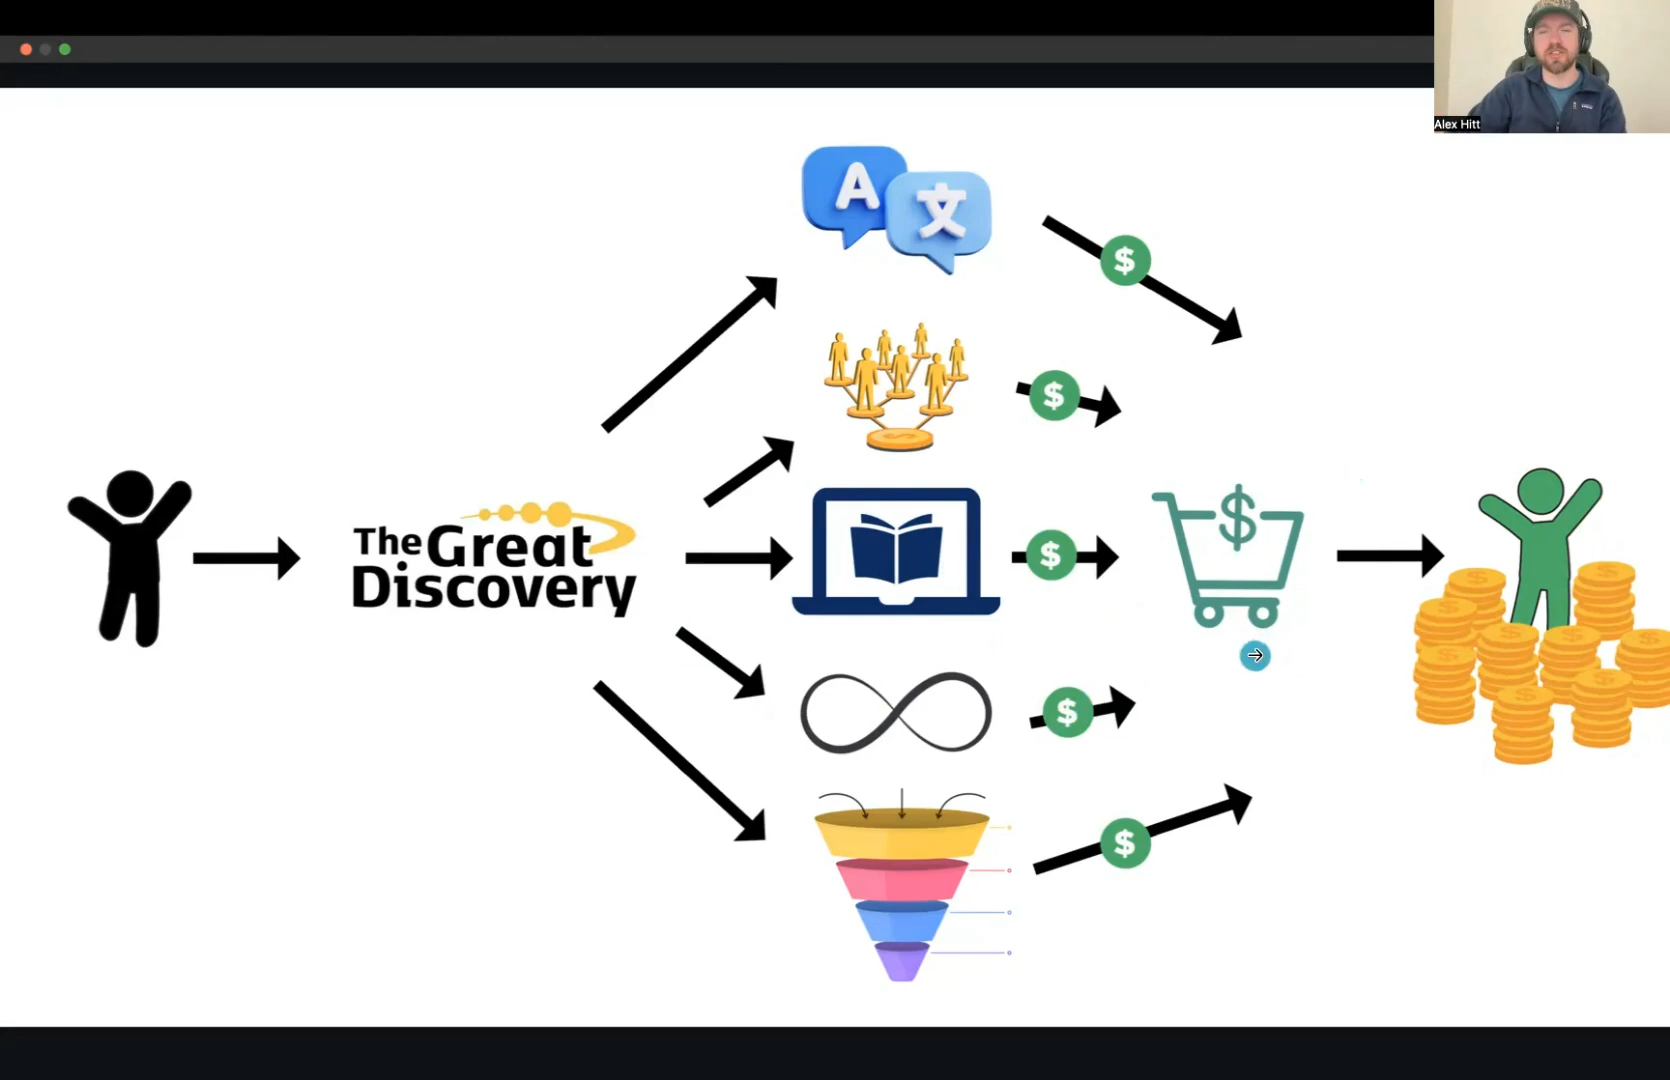 Alex Hitt
A
文
$
$
The Great
Discovery
$
$
$
$